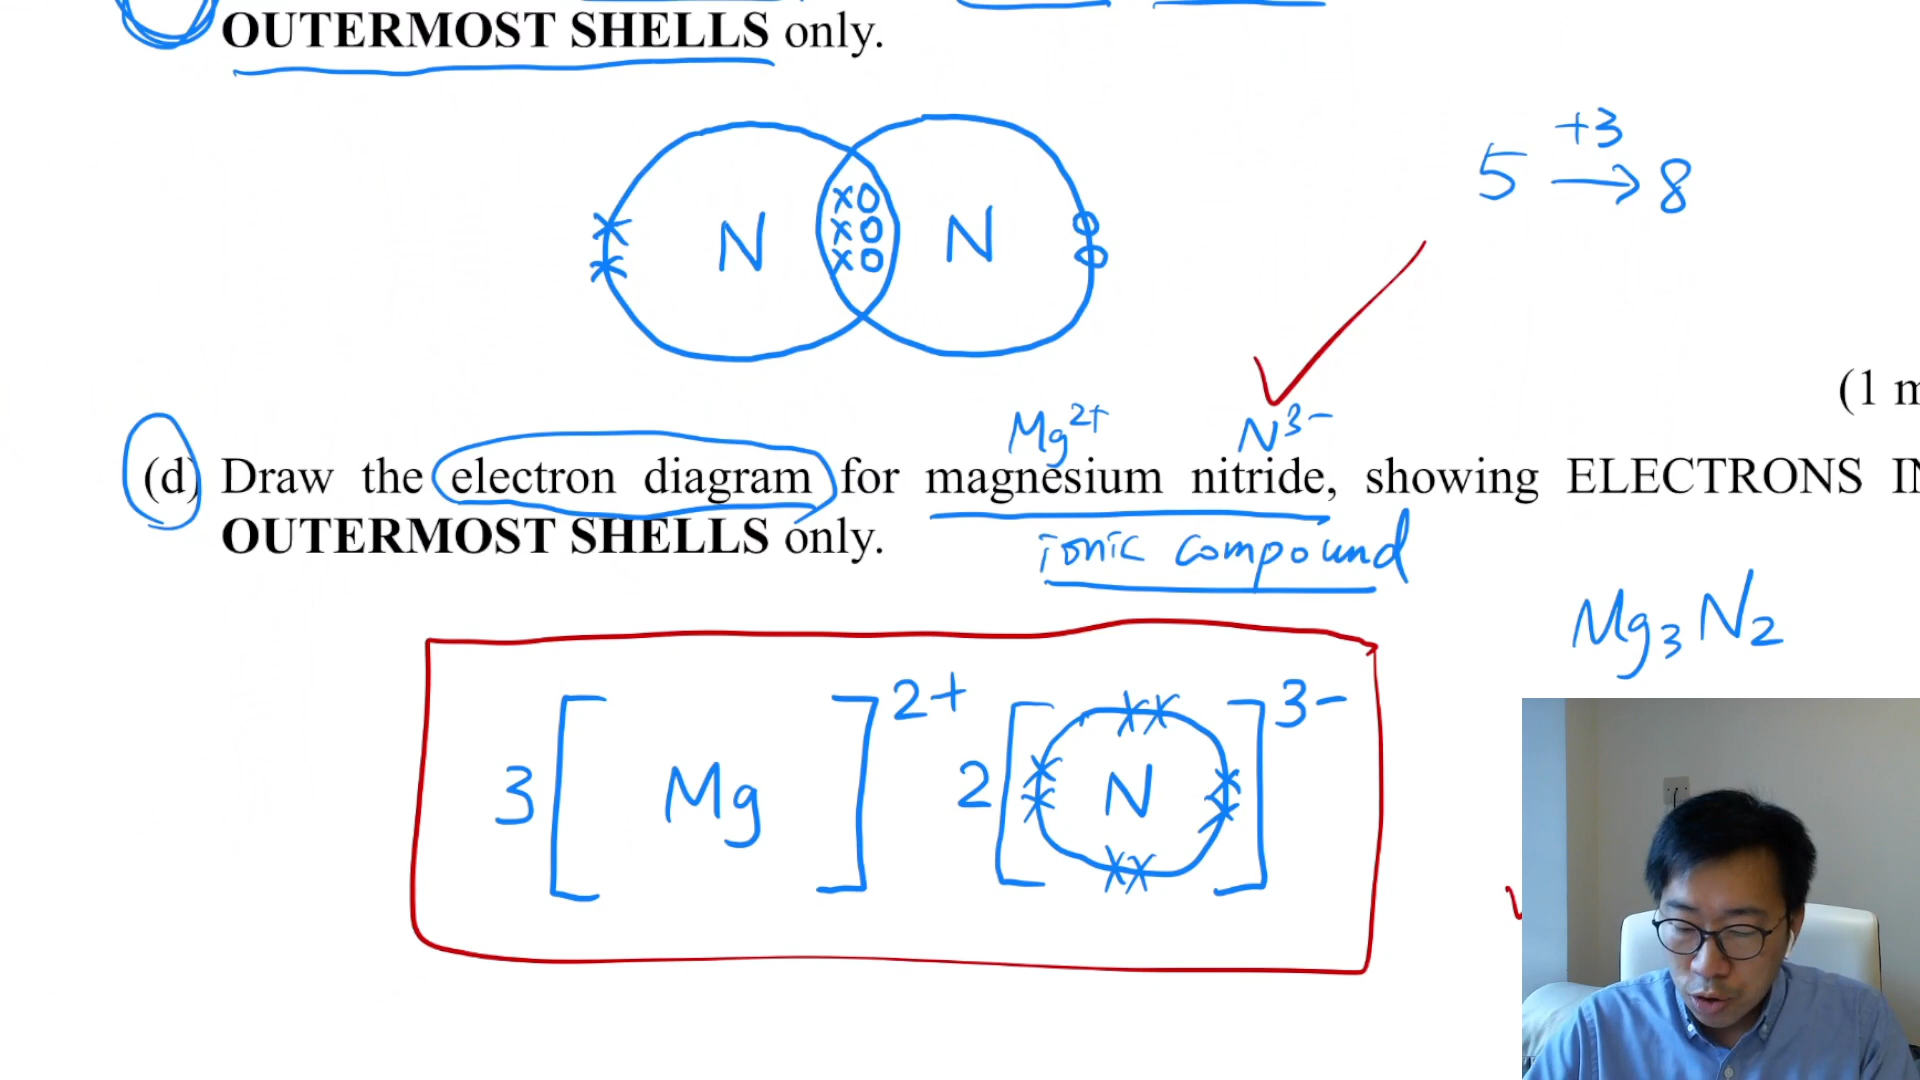 OUTERMOST SHELLS only.
+3
5 → 8
x o
x o
x o
N N
(1 m
Mg²⁺ N³⁻
(d) Draw the electron diagram for magnesium nitride, showing ELECTRONS IN
OUTERMOST SHELLS only.
ionic compound
Mg₃N₂
3 [ Mg ]²⁺ 2 [ N ]³⁻